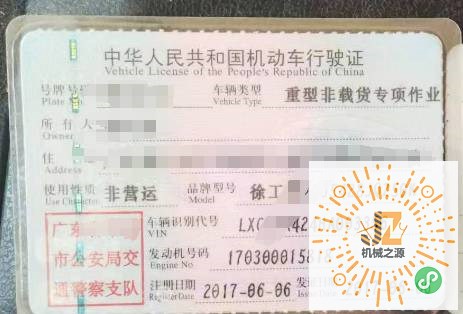 中华人民共和国机动车行驶证
Vehicle License of the People's Republic of China
号牌号 车辆类型 重型非载货专项作业
Plate Vehicle Type
所 有 人
Owner
住
Address
使用性质 非营运 品牌型号 徐工
Use Character Model
广东
市公安局交
通警察支队
车辆识别代号 LXG
VIN
发动机号码 170300015
Engine No
注册日期 2017-06-06 发
Register Date Issue
机械之源